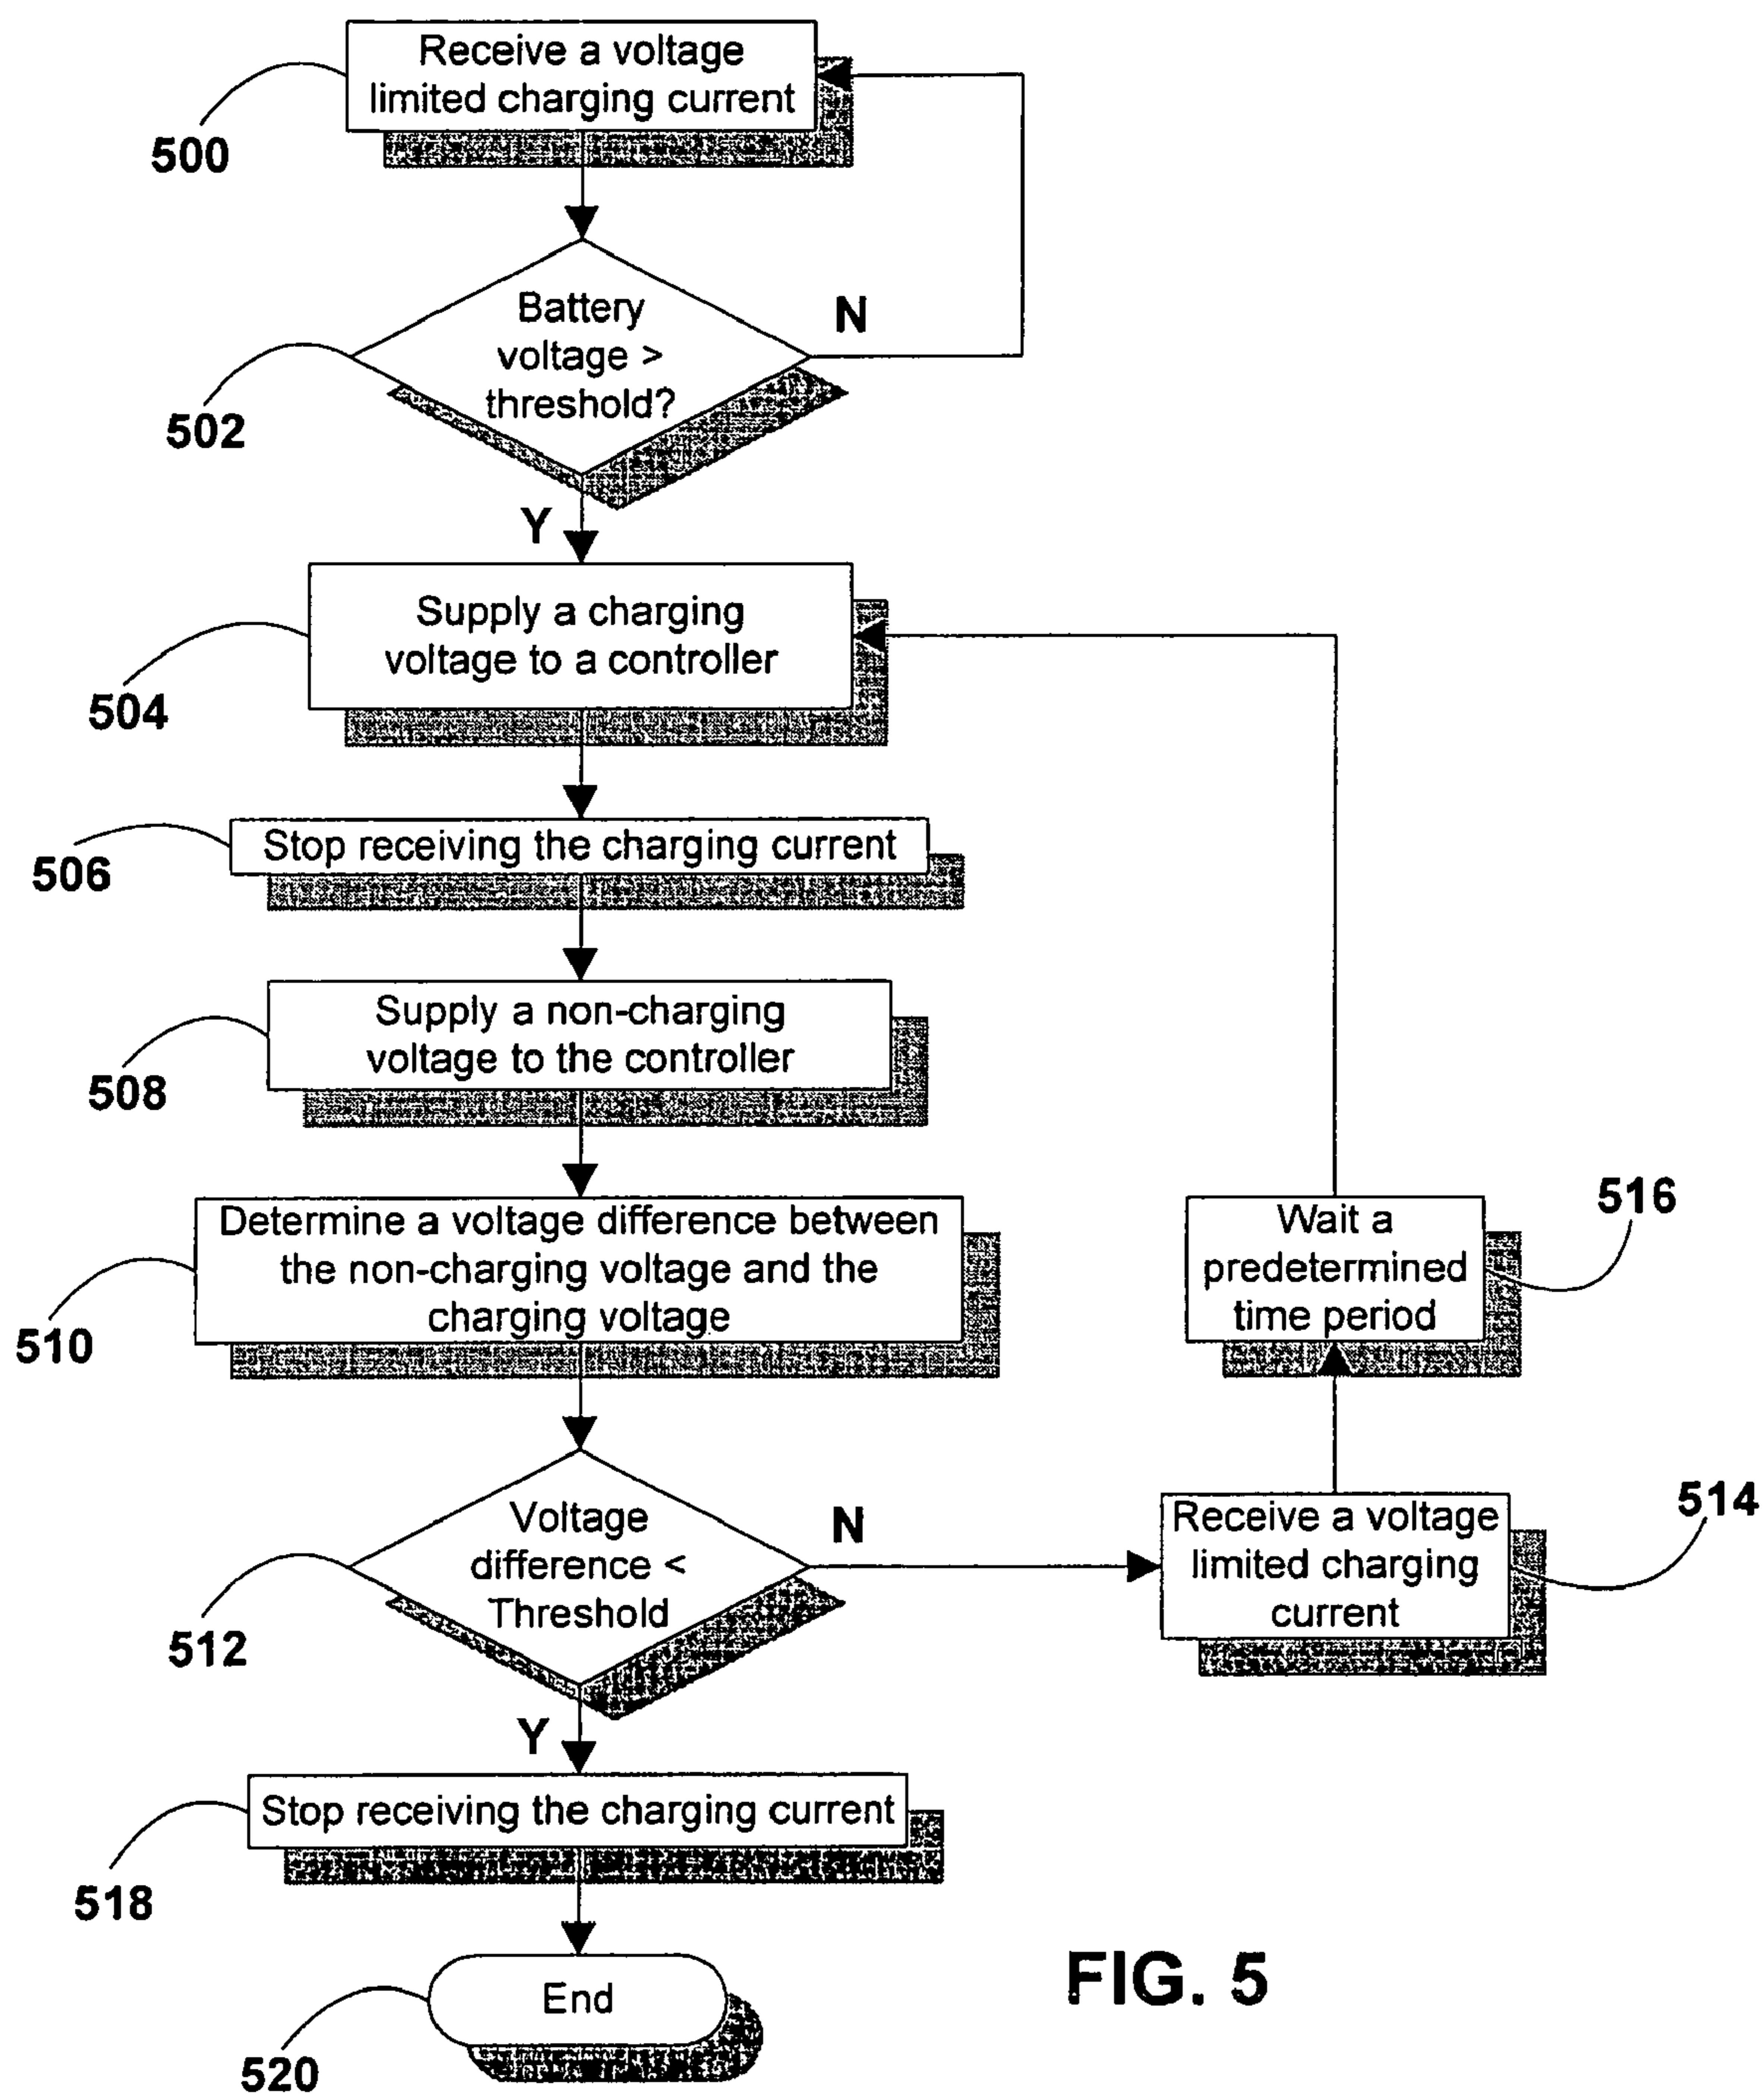 Receive a voltage
limited charging current
500
Battery
voltage >
threshold?
N
502
Y
Supply a charging
voltage to a controller
504
Stop receiving the charging current
506
Supply a non-charging
voltage to the controller
508
Determine a voltage difference between
the non-charging voltage and the
charging voltage
510
Wait a
predetermined
time period
516
Voltage
difference <
Threshold
N
512
Receive a voltage
limited charging
current
514
Y
Stop receiving the charging current
518
End
520
FIG. 5